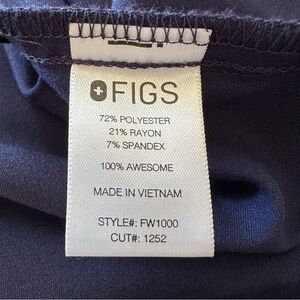 FIGS
72% POLYESTER
21% RAYON
7% SPANDEX
100% AWESOME
MADE IN VIETNAM
STYLE#: FW1000
CUT#: 1252